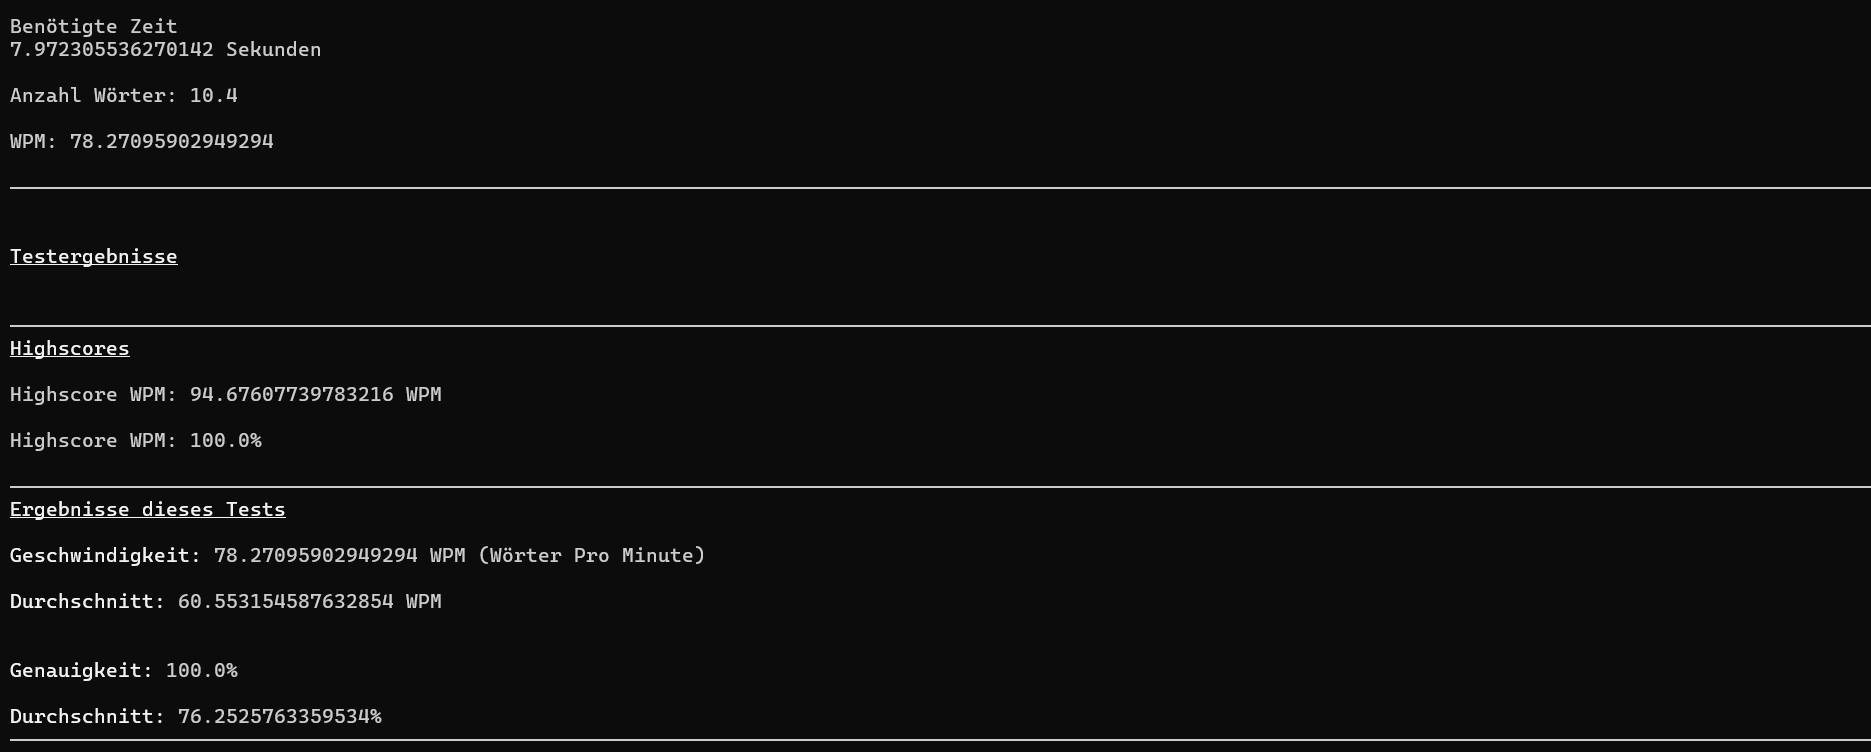 Benötigte Zeit
7.972305536270142 Sekunden
Anzahl Wörter: 10.4
WPM: 78.27095902949294
Testergebnisse
Highscores
Highscore WPM: 94.67607739783216 WPM
Highscore WPM: 100.0%
Ergebnisse dieses Tests
Geschwindigkeit: 78.27095902949294 WPM (Wörter Pro Minute)
Durchschnitt: 60.553154587632854 WPM
Genauigkeit: 100.0%
Durchschnitt: 76.2525763359534%